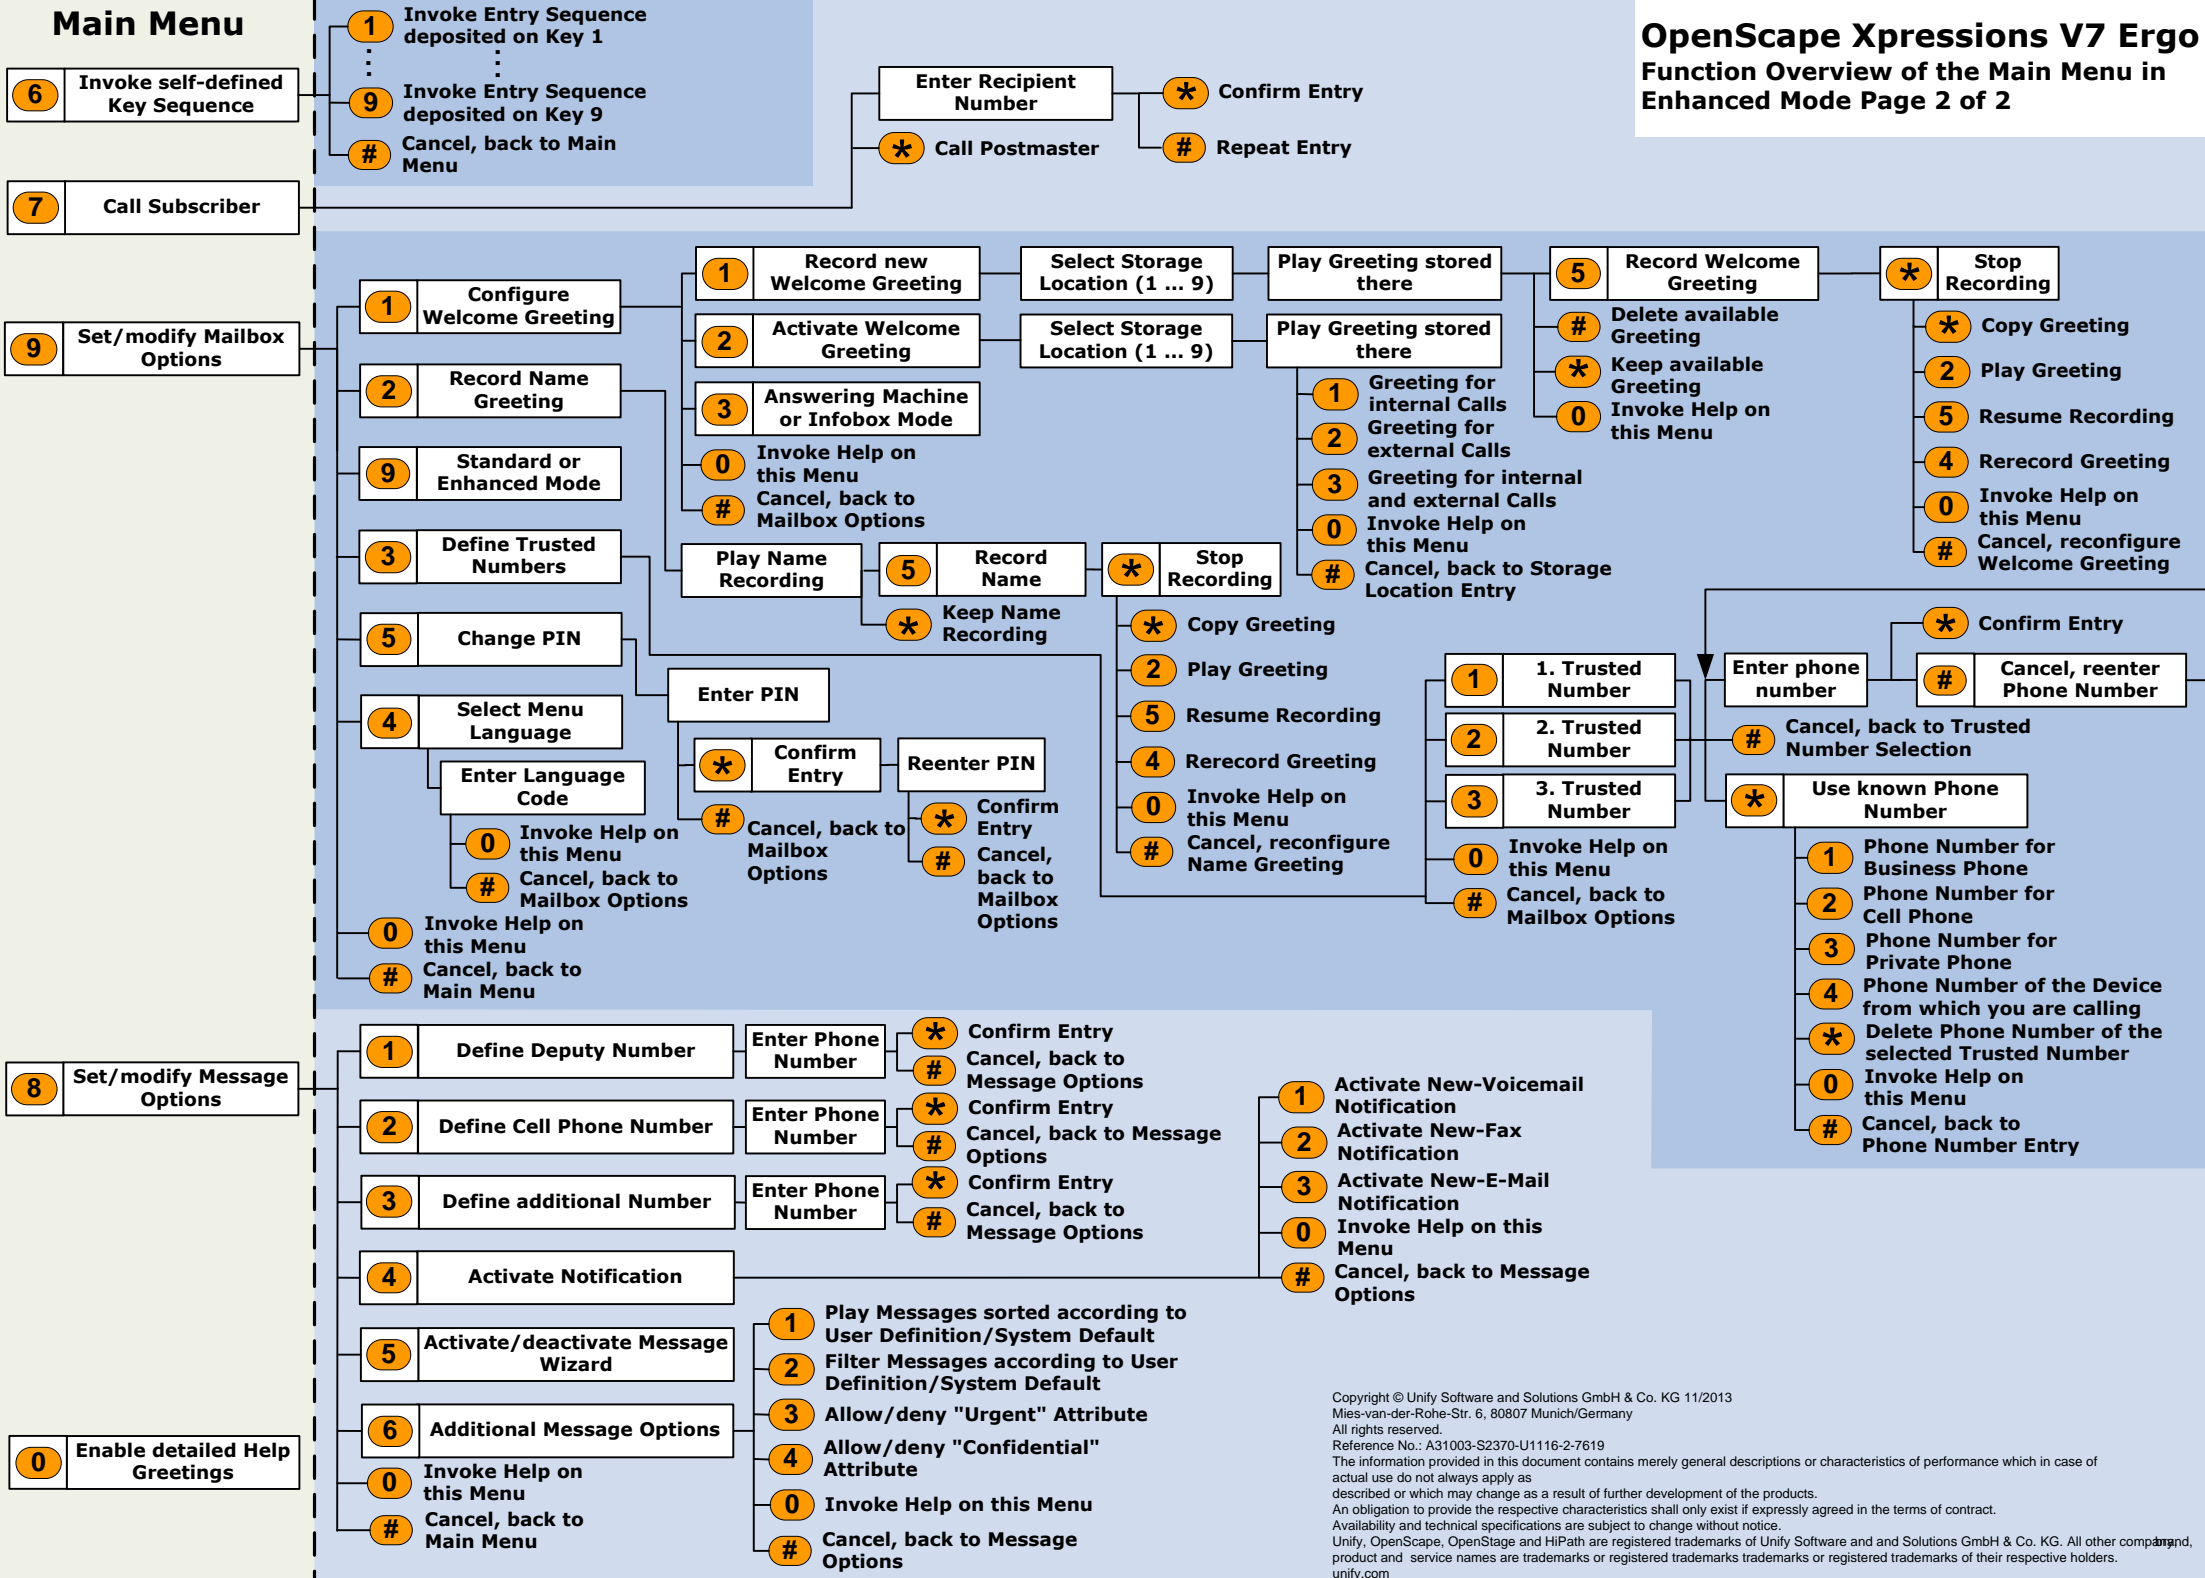 Main Menu
OpenScape Xpressions V7 Ergo
Function Overview of the Main Menu in
Enhanced Mode Page 2 of 2
6
Invoke self-defined
Key Sequence
1
Invoke Entry Sequence
deposited on Key 1
9
Invoke Entry Sequence
deposited on Key 9
#
Cancel, back to Main
Menu
7
Call Subscriber
Enter Recipient
Number
*
Confirm Entry
#
Repeat Entry
*
Call Postmaster
9
Set/modify Mailbox
Options
1
Configure
Welcome Greeting
1
Record new
Welcome Greeting
Select Storage
Location (1 ... 9)
Play Greeting stored
there
5
Record Welcome
Greeting
*
Stop
Recording
*
Copy Greeting
2
Play Greeting
5
Resume Recording
4
Rerecord Greeting
0
Invoke Help on
this Menu
#
Cancel, reconfigure
Welcome Greeting
#
Delete available
Greeting
*
Keep available
Greeting
0
Invoke Help on
this Menu
2
Activate Welcome
Greeting
Select Storage
Location (1 ... 9)
Play Greeting stored
there
1
Greeting for
internal Calls
2
Greeting for
external Calls
3
Greeting for internal
and external Calls
0
Invoke Help on
this Menu
#
Cancel, back to Storage
Location Entry
3
Answering Machine
or Infobox Mode
0
Invoke Help on
this Menu
#
Cancel, back to
Mailbox Options
2
Record Name
Greeting
Play Name
Recording
5
Record
Name
*
Stop
Recording
*
Keep Name
Recording
*
Copy Greeting
2
Play Greeting
5
Resume Recording
4
Rerecord Greeting
0
Invoke Help on
this Menu
#
Cancel, reconfigure
Name Greeting
9
Standard or
Enhanced Mode
3
Define Trusted
Numbers
1
1. Trusted
Number
2
2. Trusted
Number
3
3. Trusted
Number
0
Invoke Help on
this Menu
#
Cancel, back to
Mailbox Options
Enter phone
number
*
Confirm Entry
#
Cancel, reenter
Phone Number
#
Cancel, back to Trusted
Number Selection
*
Use known Phone
Number
1
Phone Number for
Business Phone
2
Phone Number for
Cell Phone
3
Phone Number for
Private Phone
4
Phone Number of the Device
from which you are calling
*
Delete Phone Number of the
selected Trusted Number
0
Invoke Help on
this Menu
#
Cancel, back to
Phone Number Entry
5
Change PIN
Enter PIN
*
Confirm
Entry
Reenter PIN
*
Confirm
Entry
#
Cancel,
back to
Mailbox
Options
#
Cancel, back to
Mailbox
Options
4
Select Menu
Language
Enter Language
Code
0
Invoke Help on
this Menu
#
Cancel, back to
Mailbox Options
0
Invoke Help on
this Menu
#
Cancel, back to
Main Menu
8
Set/modify Message
Options
1
Define Deputy Number
Enter Phone
Number
*
Confirm Entry
#
Cancel, back to
Message Options
2
Define Cell Phone Number
Enter Phone
Number
*
Confirm Entry
#
Cancel, back to Message
Options
3
Define additional Number
Enter Phone
Number
*
Confirm Entry
#
Cancel, back to
Message Options
4
Activate Notification
1
Activate New-Voicemail
Notification
2
Activate New-Fax
Notification
3
Activate New-E-Mail
Notification
0
Invoke Help on this
Menu
#
Cancel, back to Message
Options
5
Activate/deactivate Message
Wizard
6
Additional Message Options
1
Play Messages sorted according to
User Definition/System Default
2
Filter Messages according to User
Definition/System Default
3
Allow/deny "Urgent" Attribute
4
Allow/deny "Confidential"
Attribute
0
Invoke Help on this Menu
#
Cancel, back to Message
Options
0
Invoke Help on
this Menu
#
Cancel, back to
Main Menu
0
Enable detailed Help
Greetings
Copyright © Unify Software and Solutions GmbH & Co. KG 11/2013
Mies-van-der-Rohe-Str. 6, 80807 Munich/Germany
All rights reserved.
Reference No.: A31003-S2370-U1116-2-7619
The information provided in this document contains merely general descriptions or characteristics of performance which in case of
actual use do not always apply as
described or which may change as a result of further development of the products.
An obligation to provide the respective characteristics shall only exist if expressly agreed in the terms of contract.
Availability and technical specifications are subject to change without notice.
Unify, OpenScape, OpenStage and HiPath are registered trademarks of Unify Software and and Solutions GmbH & Co. KG. All other company, brand,
product and service names are trademarks or registered trademarks trademarks or registered trademarks of their respective holders.
unify.com